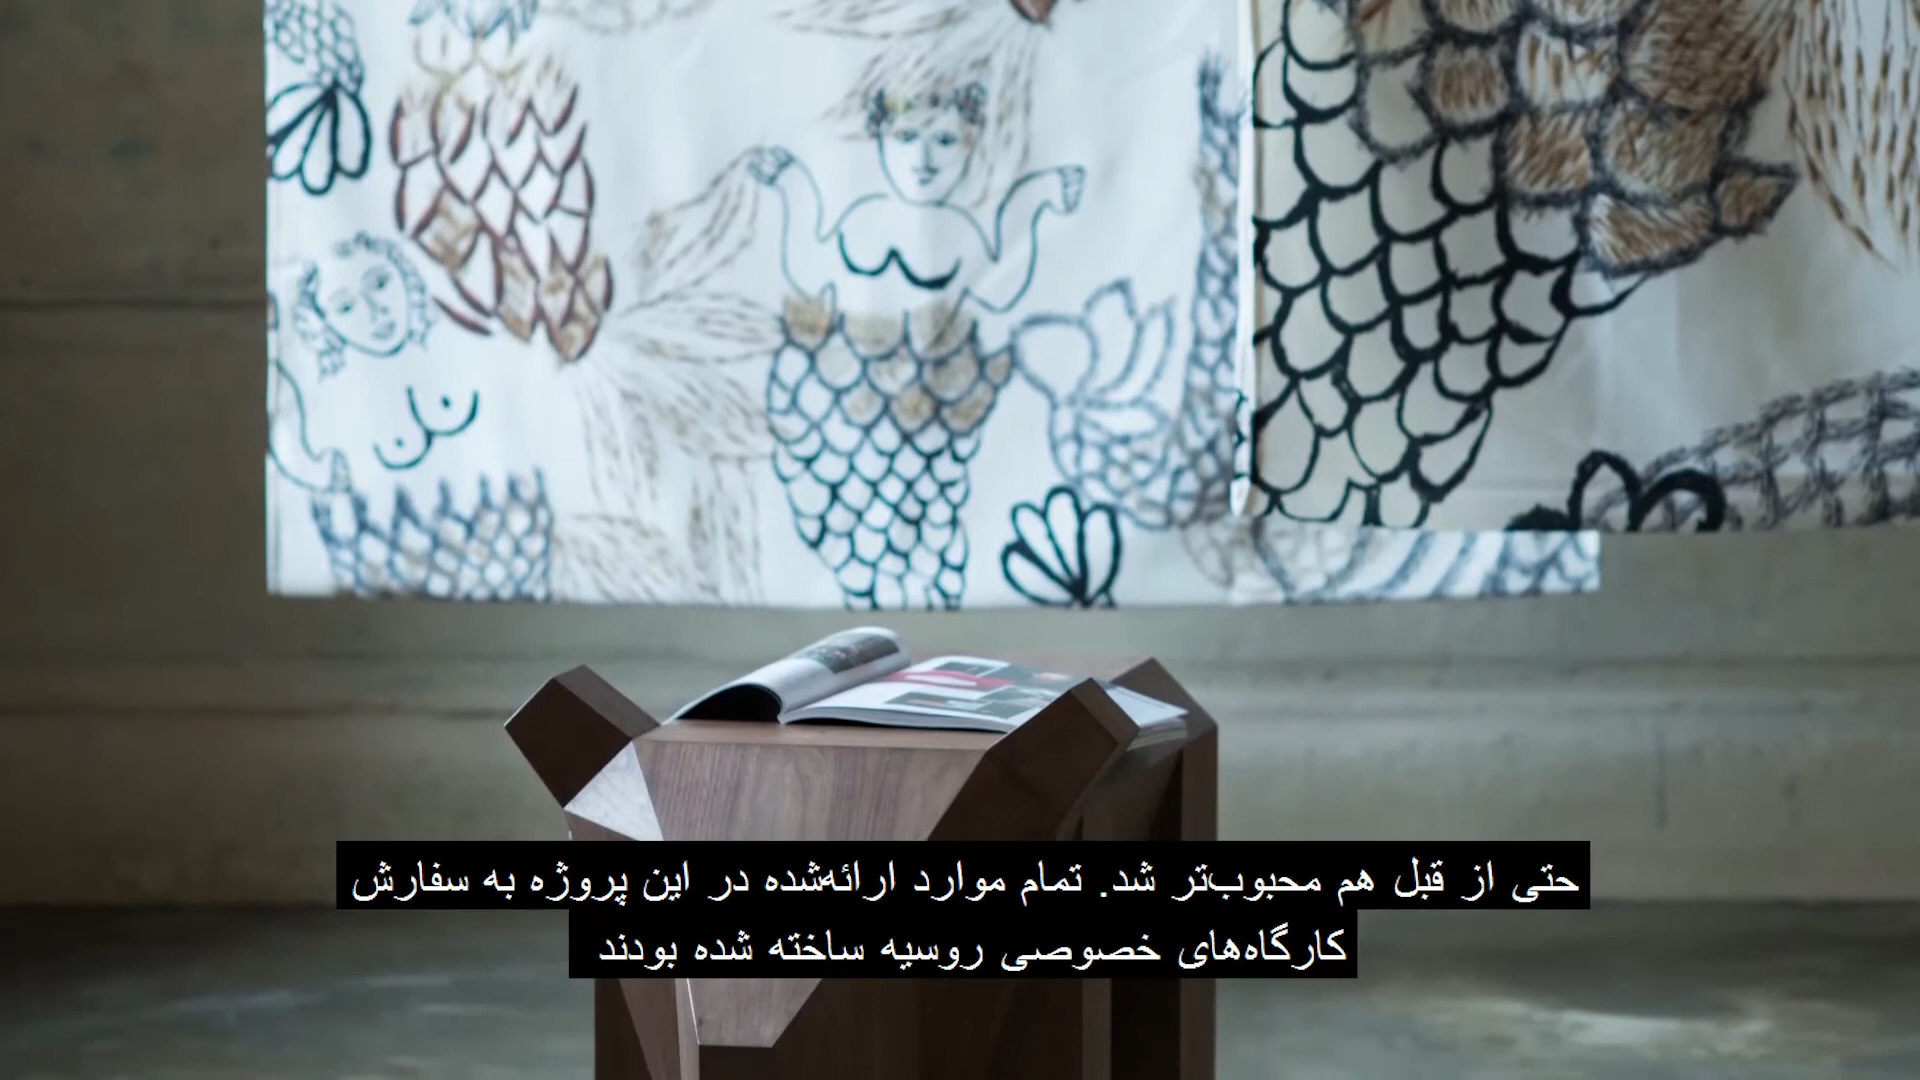 حتی از قبل هم محبوب‌تر شد. تمام موارد ارائه‌شده در این پروژه به سفارش
کارگاه‌های خصوصی روسیه ساخته شده بودند